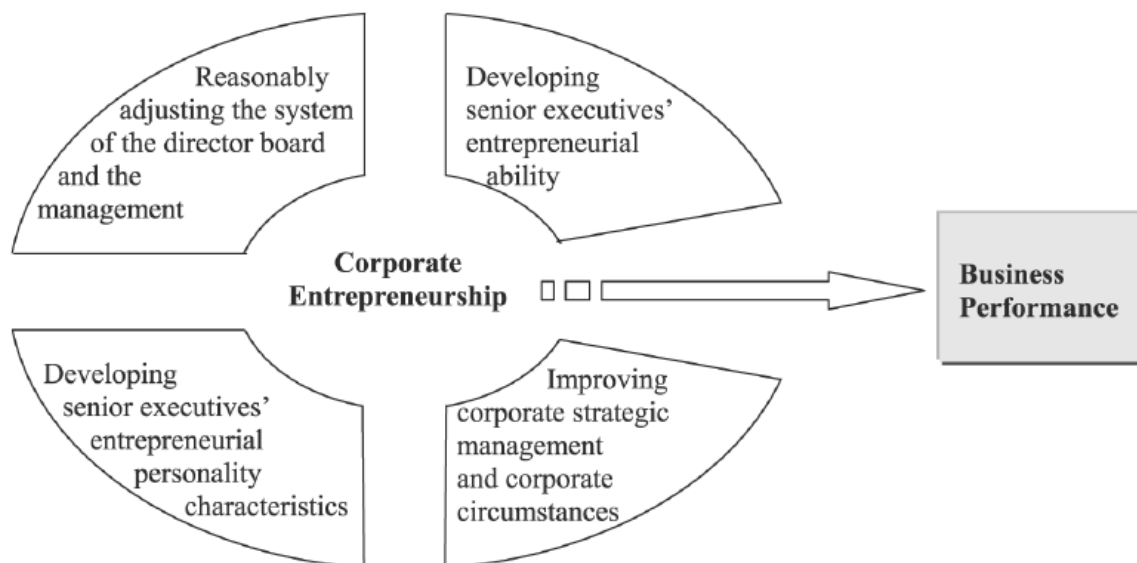 Reasonably
adjusting the system
of the director board
and the
management
Developing
senior executives’
entrepreneurial
ability
Corporate
Entrepreneurship
Business
Performance
Developing
senior executives’
entrepreneurial
personality
characteristics
Improving
corporate strategic
management
and corporate
circumstances